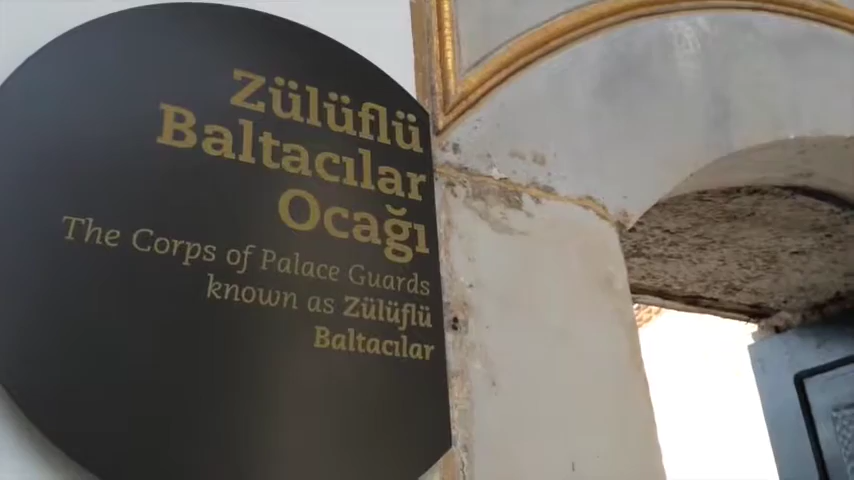 Zülüflü
Baltacılar
Ocağı
The Corps of Palace Guards
known as Zülüflü
Baltacılar